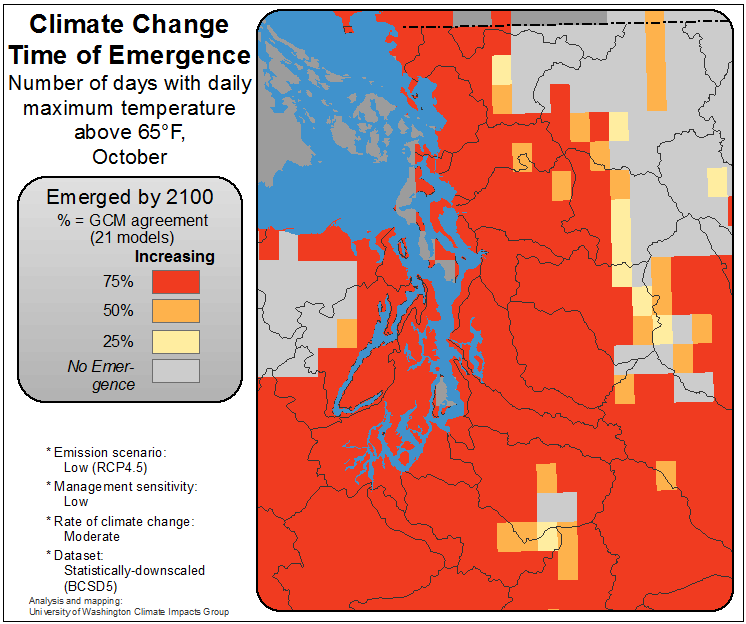 Climate Change
Time of Emergence
Number of days with daily
maximum temperature
above 65°F,
October
Emerged by 2100
% = GCM agreement
(21 models)
Increasing
75%
50%
25%
No Emer-
gence
* Emission scenario:
Low (RCP4.5)
* Management sensitivity:
Low
* Rate of climate change:
Moderate
* Dataset:
Statistically-downscaled
(BCSD5)
Analysis and mapping:
University of Washington Climate Impacts Group